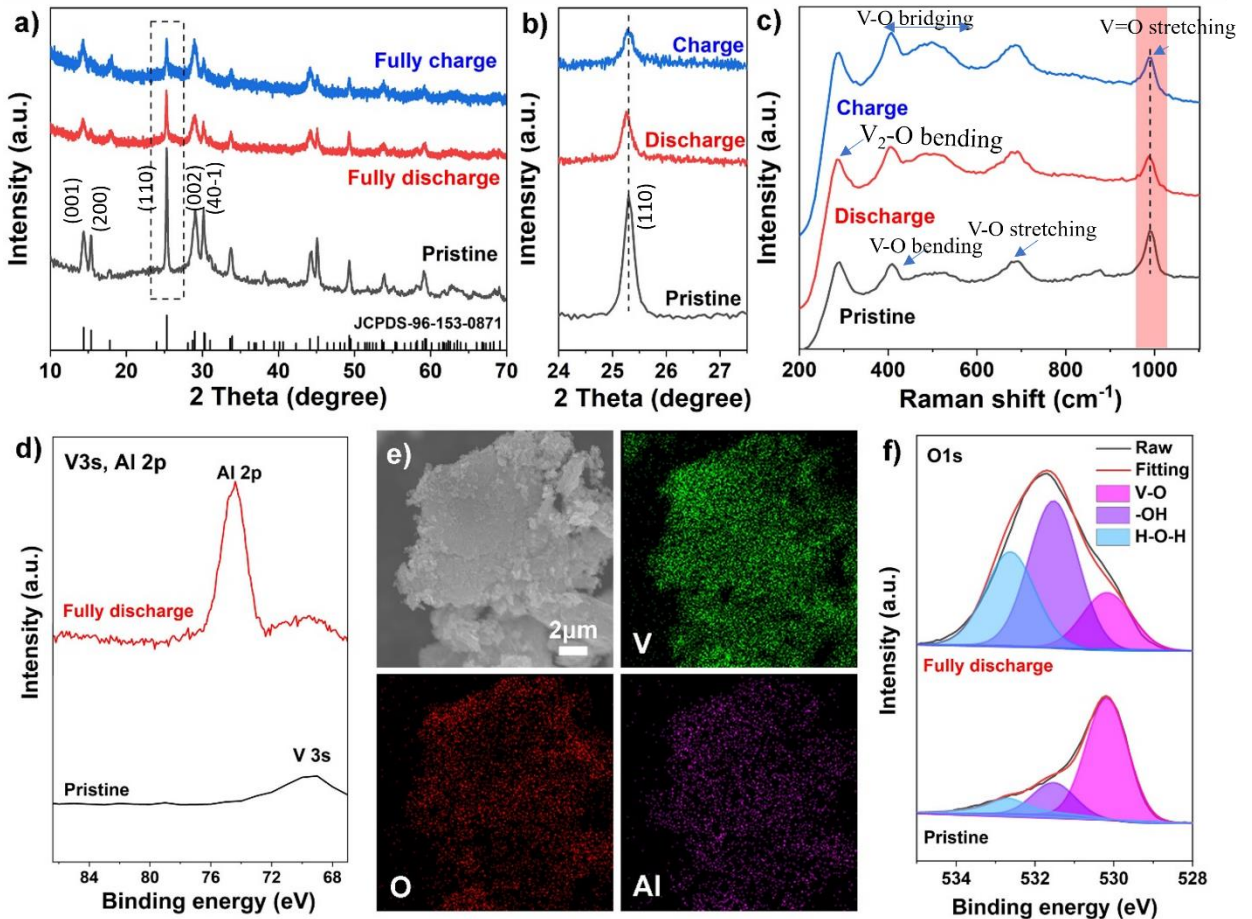 a)
Fully charge
Fully discharge
(001)
(200)
(110)
(002)
(40-1)
Pristine
JCPDS-96-153-0871
10 20 30 40 50 60 70
2 Theta (degree)
Intensity (a.u.)
b)
Charge
Discharge
(110)
Pristine
24 25 26 27
2 Theta (degree)
Intensity (a.u.)
c)
V-O bridging
V=O stretching
Charge
V2-O bending
Discharge
V-O stretching
V-O bending
Pristine
200 400 600 800 1000
Raman shift (cm-1)
Intensity (a.u.)
d)
V3s, Al 2p
Al 2p
Fully discharge
V 3s
Pristine
84 80 76 72 68
Binding energy (eV)
Intensity (a.u.)
e)
2μm
V
O
Al
f)
O1s
Raw
Fitting
V-O
-OH
H-O-H
Fully discharge
Pristine
534 532 530 528
Binding energy (eV)
Intensity (a.u.)